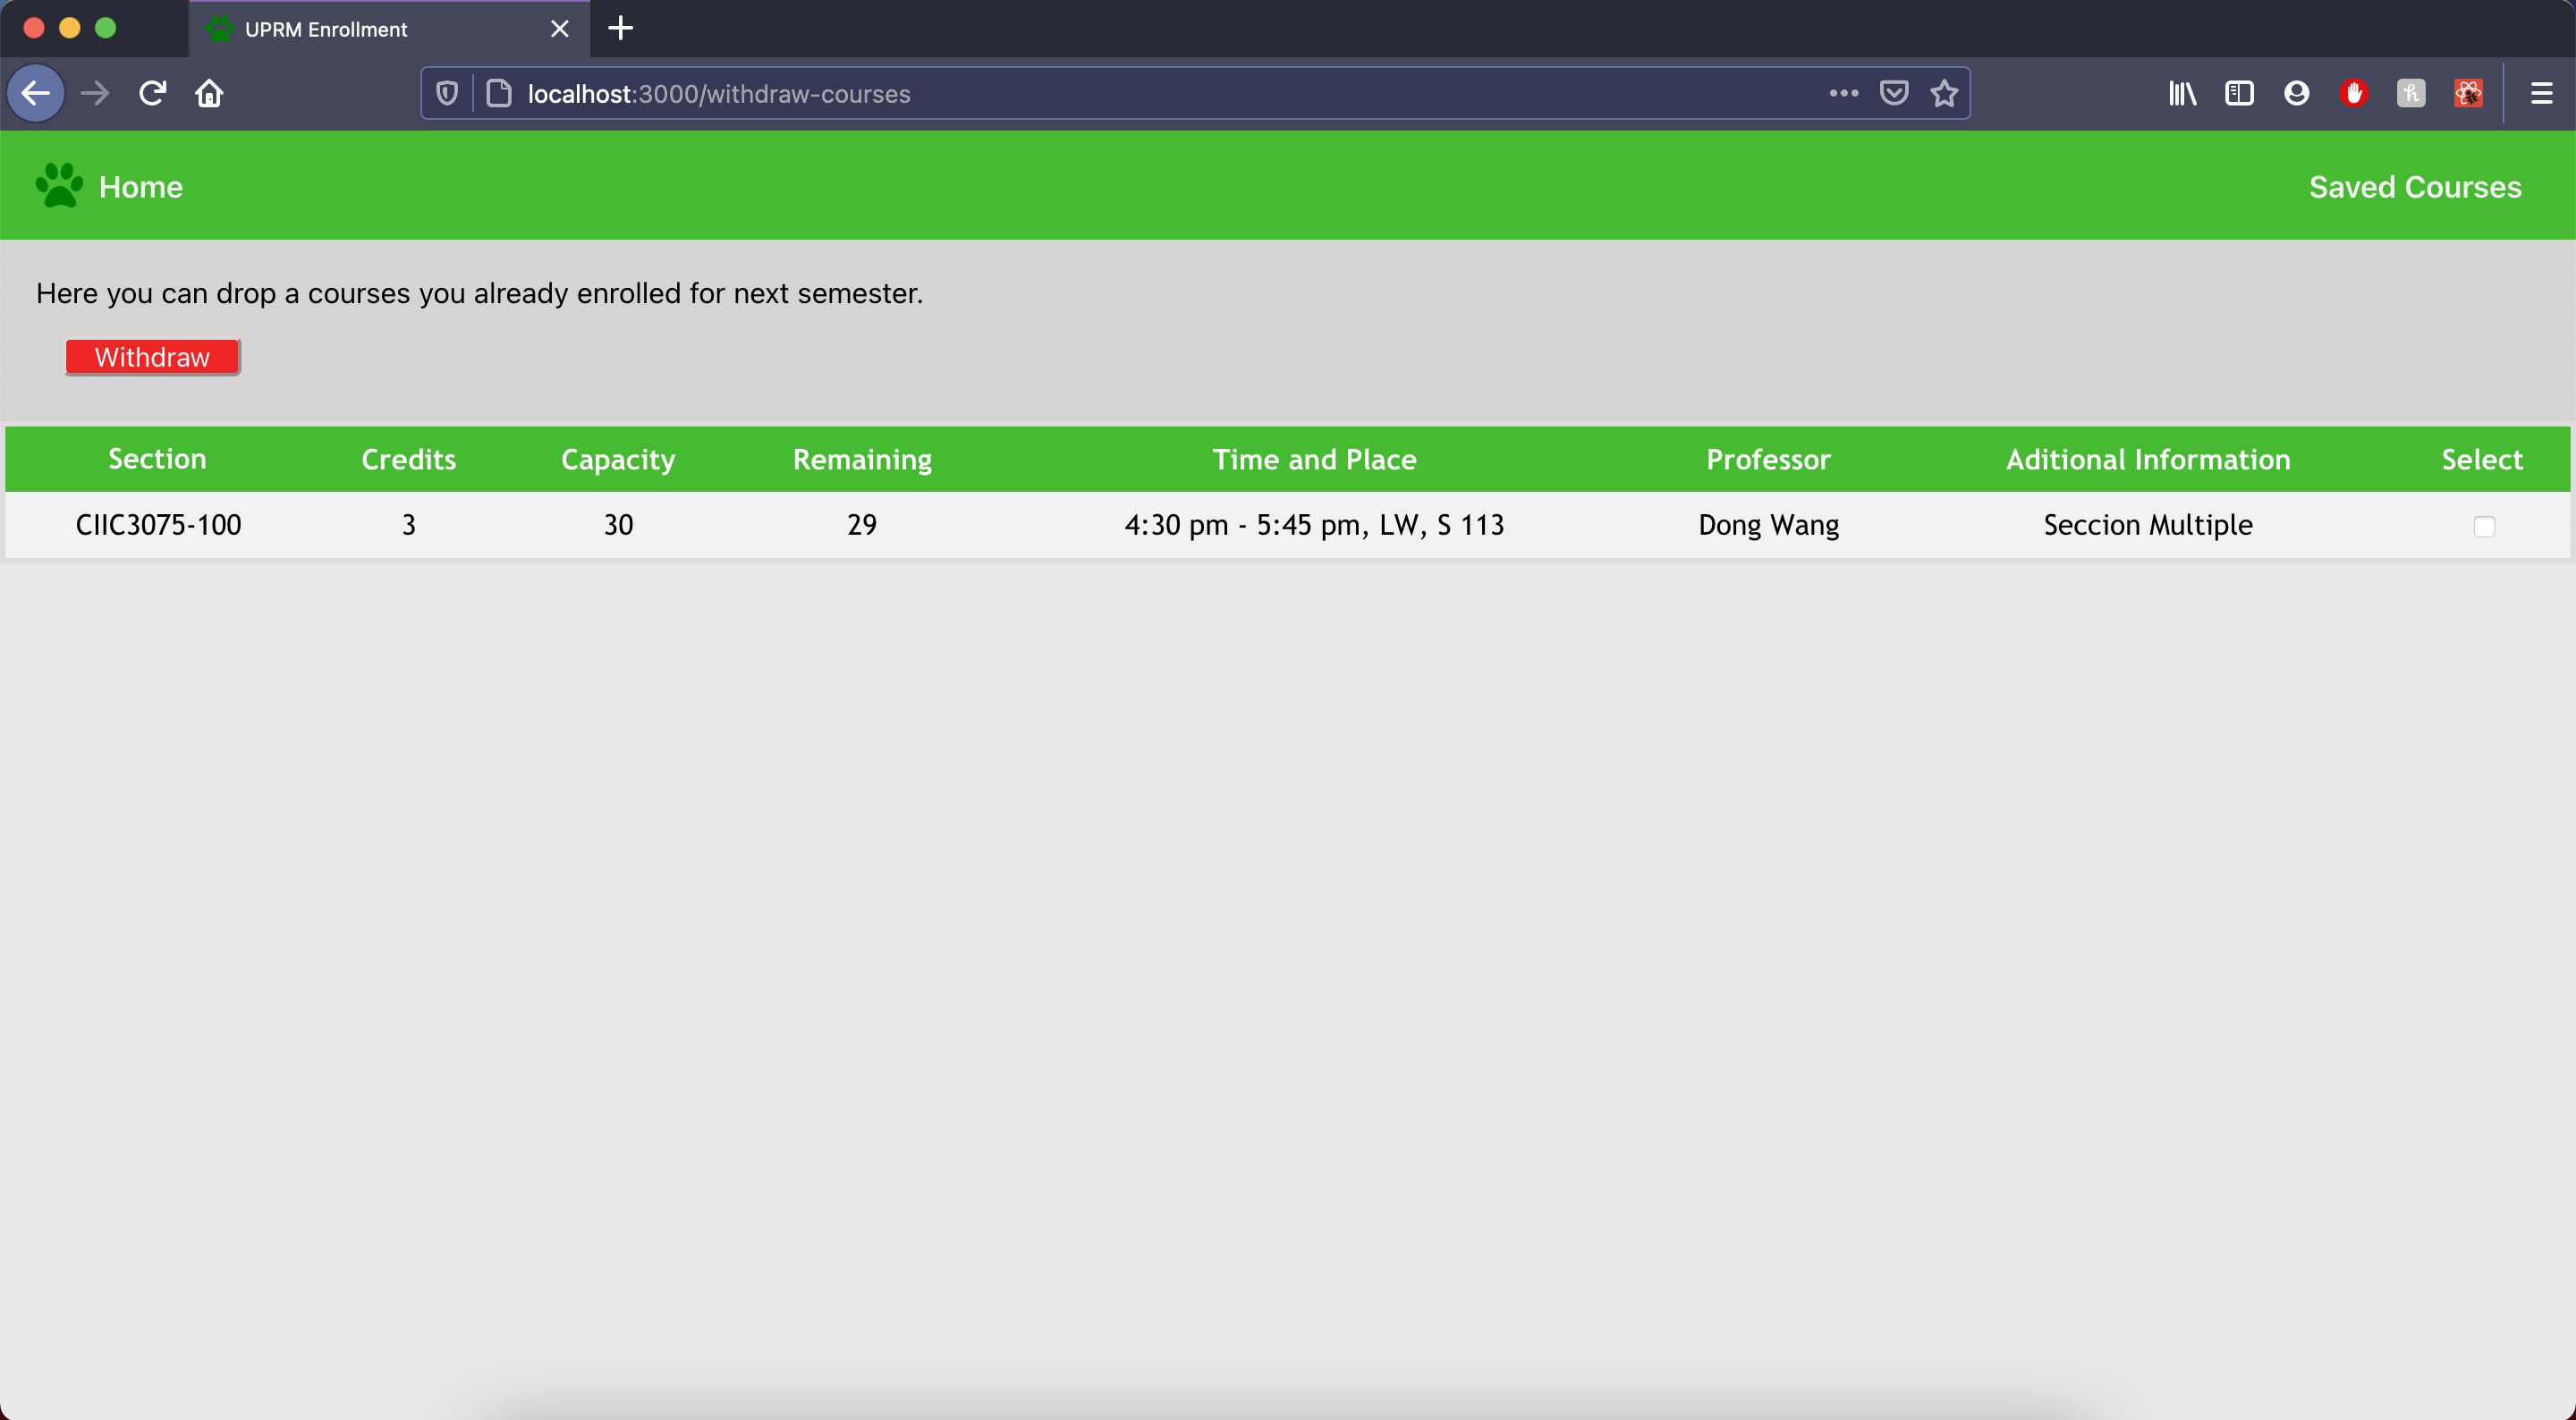 UPRM Enrollment
localhost:3000/withdraw-courses
Home
Saved Courses
Here you can drop a courses you already enrolled for next semester.
Withdraw
Section Credits Capacity Remaining Time and Place Professor Aditional Information Select
CIIC3075-100 3 30 29 4:30 pm - 5:45 pm, LW, S 113 Dong Wang Seccion Multiple